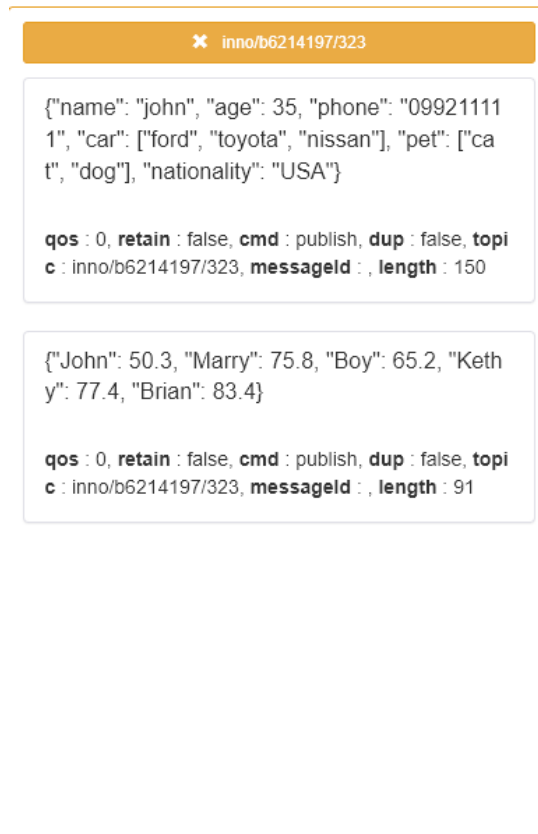 ✖ inno/b6214197/323
{"name": "john", "age": 35, "phone": "09921111
1", "car": ["ford", "toyota", "nissan"], "pet": ["ca
t", "dog"], "nationality": "USA"}
qos : 0, retain : false, cmd : publish, dup : false, topi
c : inno/b6214197/323, messageId : , length : 150
{"John": 50.3, "Marry": 75.8, "Boy": 65.2, "Keth
y": 77.4, "Brian": 83.4}
qos : 0, retain : false, cmd : publish, dup : false, topi
c : inno/b6214197/323, messageId : , length : 91